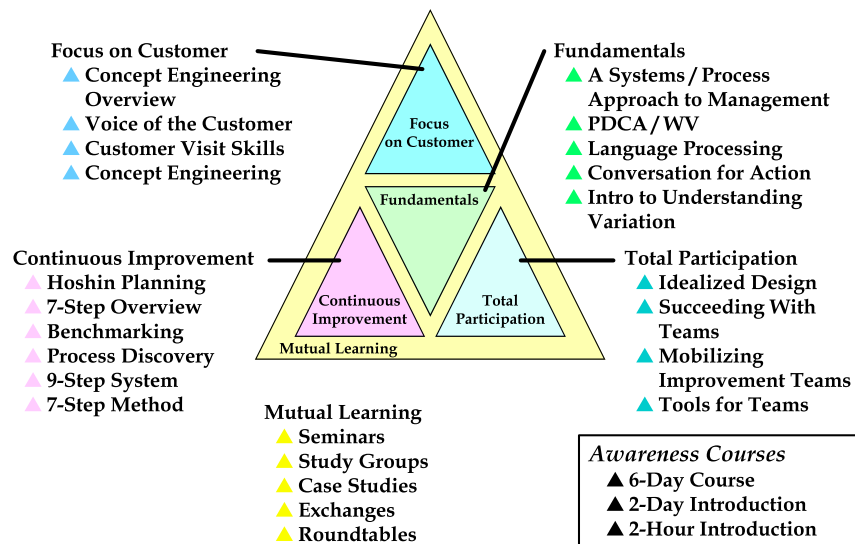 Focus on Customer
Concept Engineering
Overview
Voice of the Customer
Customer Visit Skills
Concept Engineering
Fundamentals
A Systems / Process
Approach to Management
PDCA / WV
Language Processing
Conversation for Action
Intro to Understanding
Variation
Focus
on Customer
Fundamentals
Continuous
Improvement
Total
Participation
Mutual Learning
Continuous Improvement
Hoshin Planning
7-Step Overview
Benchmarking
Process Discovery
9-Step System
7-Step Method
Total Participation
Idealized Design
Succeeding With
Teams
Mobilizing
Improvement Teams
Tools for Teams
Mutual Learning
Seminars
Study Groups
Case Studies
Exchanges
Roundtables
Awareness Courses
6-Day Course
2-Day Introduction
2-Hour Introduction